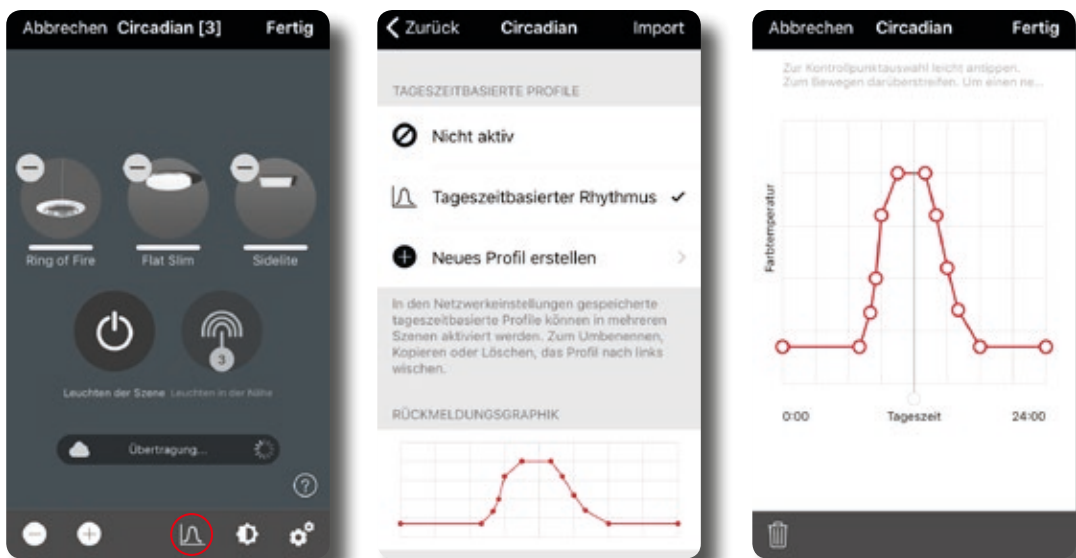 Abbrechen Circadian [3] Fertig
Ring of Fire
Flat Slim
Sidelite
3
Leuchten der Szene
Leuchten in der Nähe
Übertragung...
?
Zurück Circadian Import
TAGESZEITBASIERTE PROFILE
Nicht aktiv
Tageszeitbasierter Rhythmus
Neues Profil erstellen
In den Netzwerkeinstellungen gespeicherte
tageszeitbasierte Profile können in mehreren
Szenen aktiviert werden. Zum Umbenennen,
Kopieren oder Löschen, das Profil nach links
wischen.
RÜCKMELDUNGSGRAPHIK
Abbrechen Circadian Fertig
Zur Kontrollpunktauswahl leicht antippen.
Zum Bewegen darüberstreifen. Um einen ne...
Farbtemperatur
0:00 Tageszeit 24:00